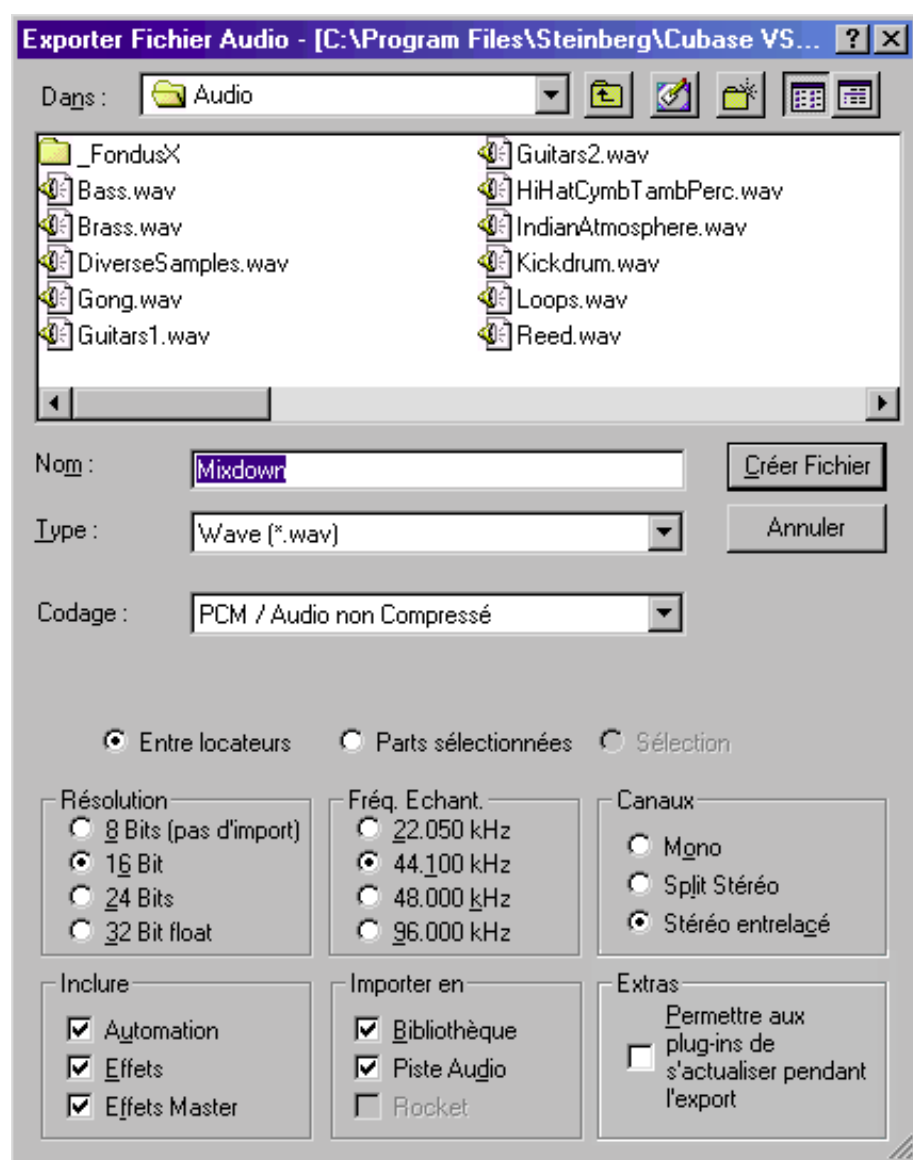 Exporter Fichier Audio - [C:\Program Files\Steinberg\Cubase VS...
Dans : Audio
_FondusX
Bass.wav
Brass.wav
DiverseSamples.wav
Gong.wav
Guitars1.wav
Guitars2.wav
HiHatCymbTambPerc.wav
IndianAtmosphere.wav
Kickdrum.wav
Loops.wav
Reed.wav
Nom : Mixdown Créer Fichier
Type : Wave (*.wav) Annuler
Codage : PCM / Audio non Compressé
Entre locateurs Parts sélectionnées Sélection
Résolution
8 Bits (pas d'import)
16 Bit
24 Bits
32 Bit float
Fréq. Echant.
22.050 kHz
44.100 kHz
48.000 kHz
96.000 kHz
Canaux
Mono
Split Stéréo
Stéréo entrelacé
Inclure
Automation
Effets
Effets Master
Importer en
Bibliothèque
Piste Audio
Rocket
Extras
Permettre aux
plug-ins de
s'actualiser pendant
l'export